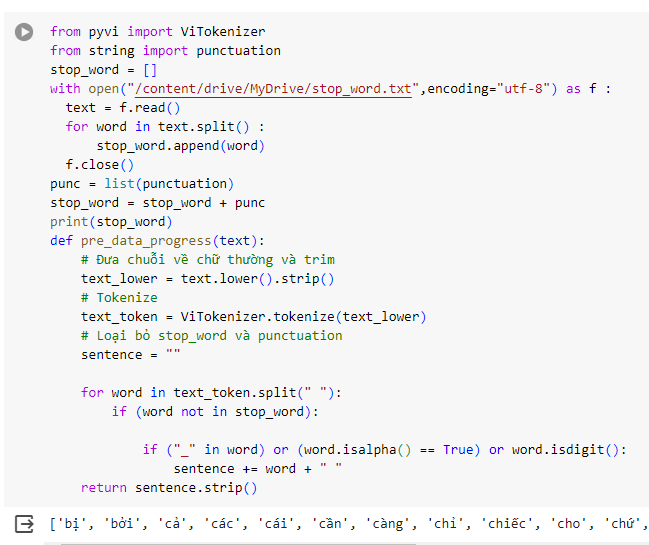 from pyvi import ViTokenizer
from string import punctuation
stop_word = []
with open("/content/drive/MyDrive/stop_word.txt",encoding="utf-8") as f :
  text = f.read()
  for word in text.split() :
      stop_word.append(word)
  f.close()
punc = list(punctuation)
stop_word = stop_word + punc
print(stop_word)
def pre_data_progress(text):
    # Đưa chuỗi về chữ thường và trim
    text_lower = text.lower().strip()
    # Tokenize
    text_token = ViTokenizer.tokenize(text_lower)
    # Loại bỏ stop_word và punctuation
    sentence = ""
    for word in text_token.split(" "):
        if (word not in stop_word):
            if ("_" in word) or (word.isalpha() == True) or word.isdigit():
                sentence += word + " "
    return sentence.strip()
['bị', 'bởi', 'cả', 'các', 'cái', 'cần', 'càng', 'chỉ', 'chiếc', 'cho', 'chứ',